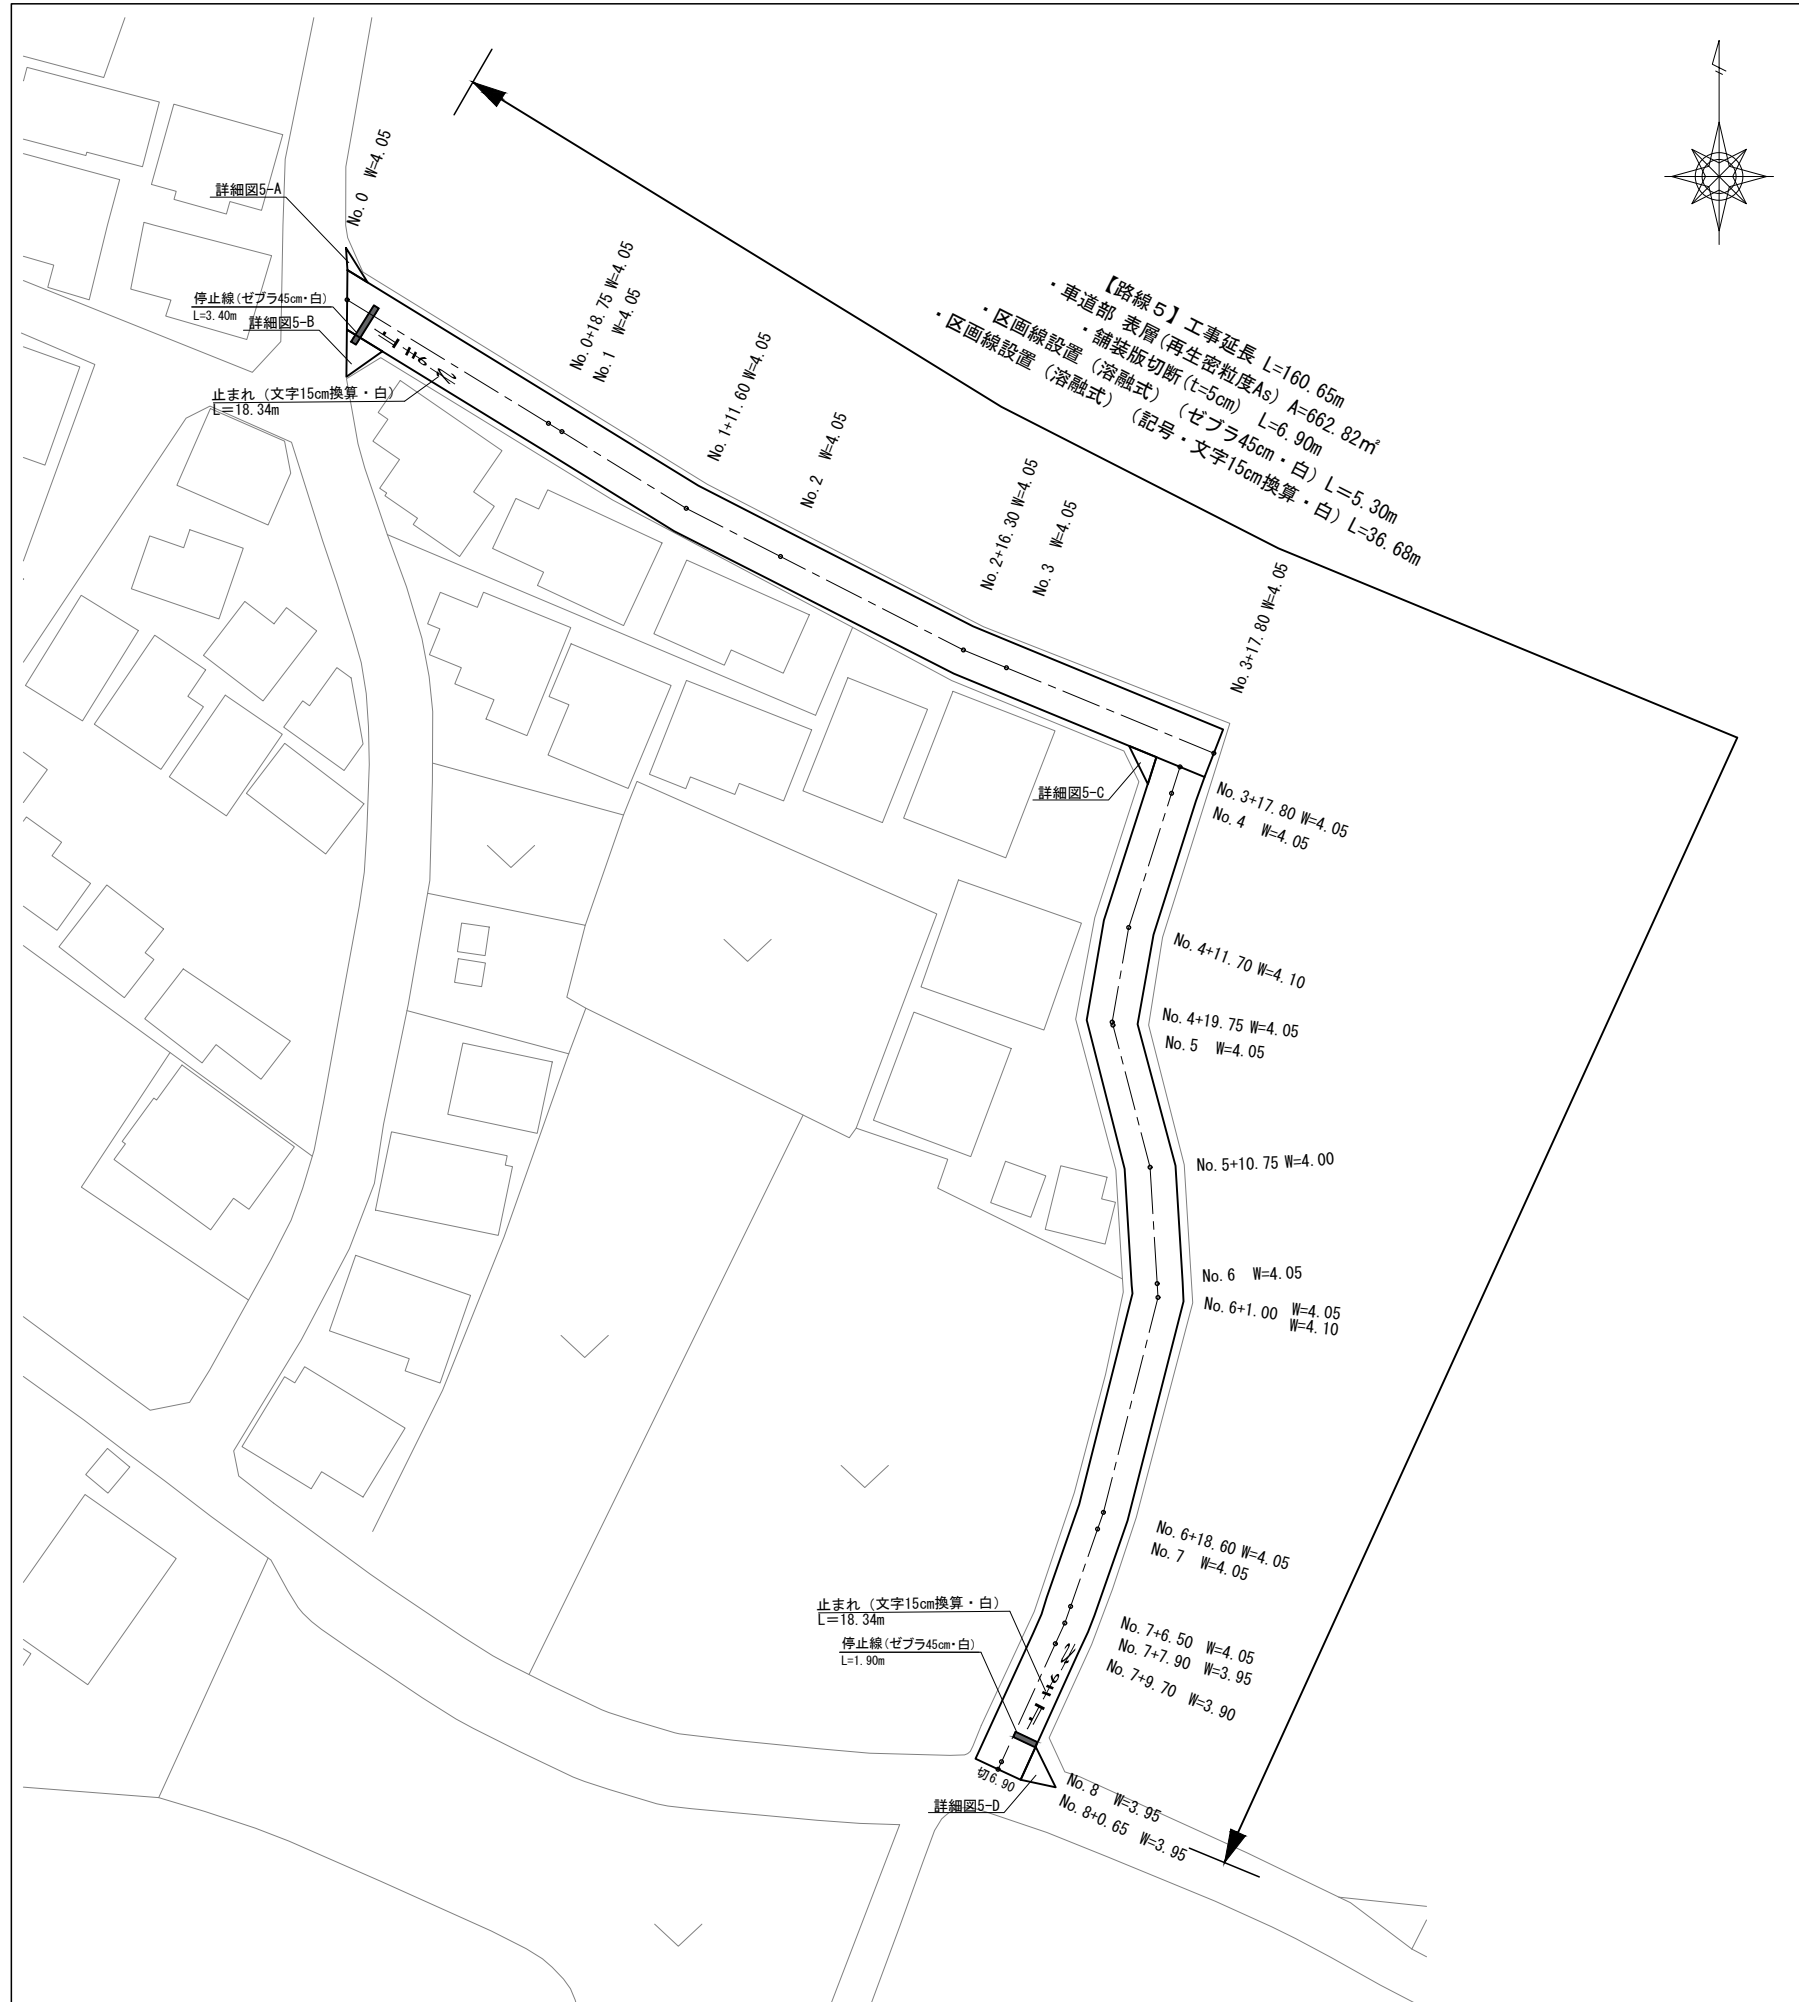 【路線５】工事延長 L=160.65m
・車道部 表層(再生密粒度As) A=662.82㎡
・舗装版切断(t=5cm) L=6.90m
・区画線設置（溶融式）（ゼブラ45cm・白）L=5.30m
・区画線設置（溶融式）（記号・文字15cm換算・白）L=36.68m
No.0 W=4.05
詳細図5-A
停止線(ゼブラ45cm・白)
L=3.40m
詳細図5-B
止まれ
止まれ（文字15cm換算・白）
L=18.34m
No.0+18.75 W=4.05
No.1 W=4.05
No.1+11.60 W=4.05
No.2 W=4.05
No.2+16.30 W=4.05
No.3 W=4.05
No.3+17.80 W=4.05
詳細図5-C
No.3+17.80 W=4.05
No.4 W=4.05
No.4+11.70 W=4.10
No.4+19.75 W=4.05
No.5 W=4.05
No.5+10.75 W=4.00
No.6 W=4.05
No.6+1.00 W=4.05
W=4.10
No.6+18.60 W=4.05
No.7 W=4.05
止まれ（文字15cm換算・白）
L=18.34m
停止線(ゼブラ45cm・白)
L=1.90m
止まれ
No.7+6.50 W=4.05
No.7+7.90 W=3.95
No.7+9.70 W=3.90
切6.90
詳細図5-D
No.8 W=3.95
No.8+0.65 W=3.95